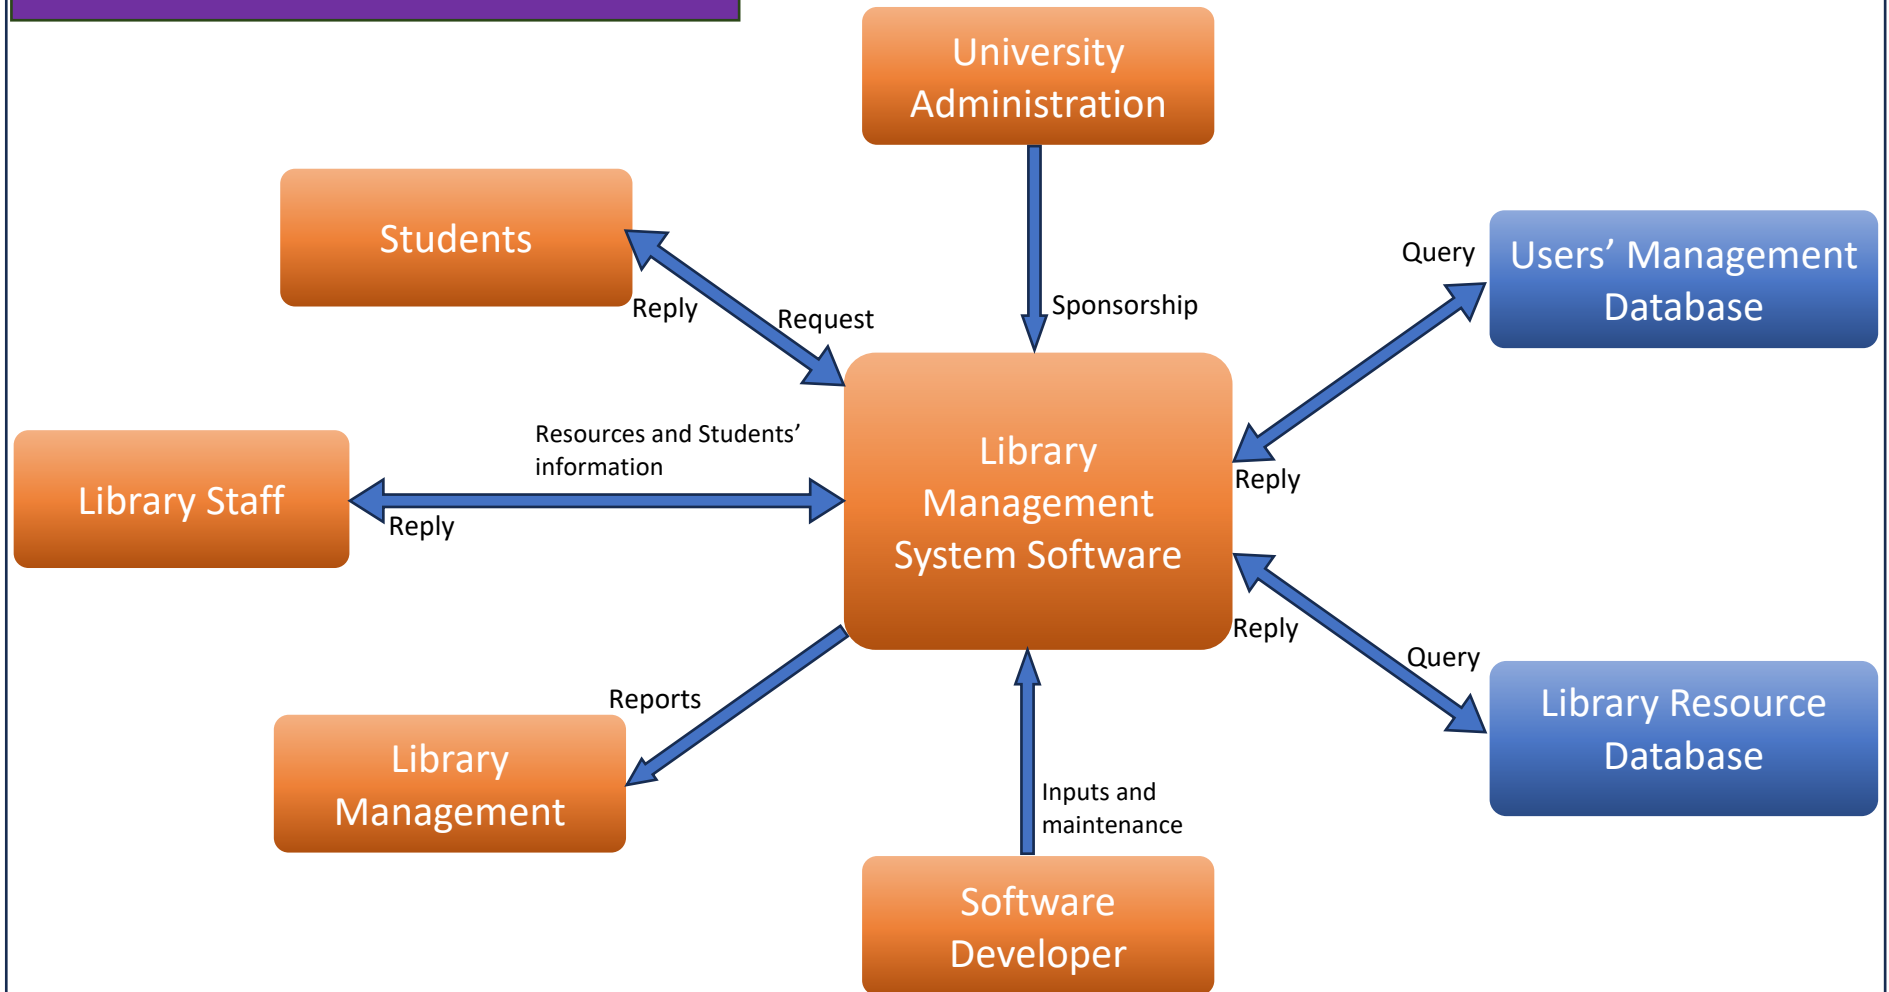 University
Administration
Students
Query
Users’ Management
Database
Reply
Request
Sponsorship
Resources and Students’
information
Library Staff
Reply
Library
Management
System Software
Reply
Reply
Query
Library Resource
Database
Reports
Library
Management
Inputs and
maintenance
Software
Developer